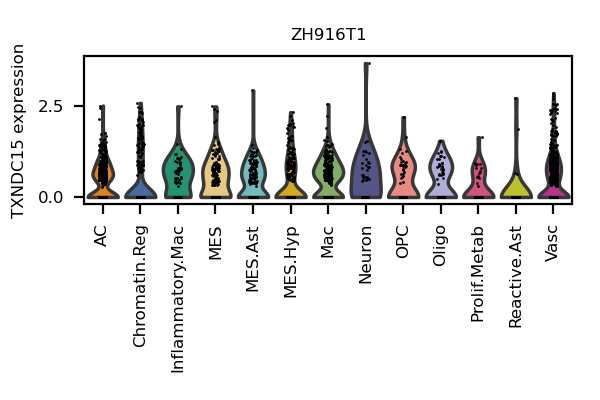 ZH916T1
TXNDC15 expression
2.5
0.0
AC
Chromatin.Reg
Inflammatory.Mac
MES
MES.Ast
MES.Hyp
Mac
Neuron
OPC
Oligo
Prolif.Metab
Reactive.Ast
Vasc